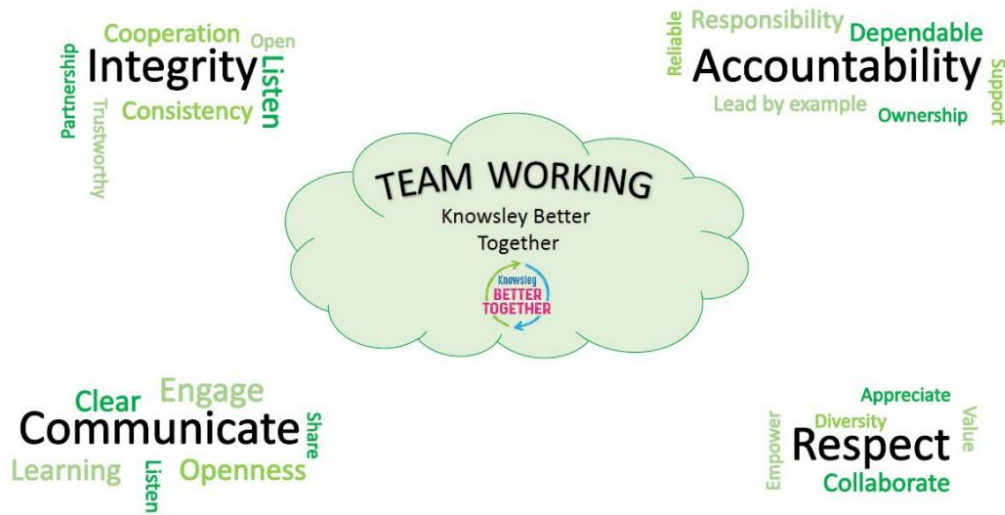 Cooperation
Open
Partnership
Integrity
Listen
Trustworthy
Consistency
Reliable
Responsibility
Dependable
Accountability
Support
Lead by example
Ownership
TEAM WORKING
Knowsley Better
Together
Knowsley
BETTER
TOGETHER
Clear
Engage
Communicate
Share
Learning
Listen
Openness
Appreciate
Empower
Diversity
Value
Respect
Collaborate